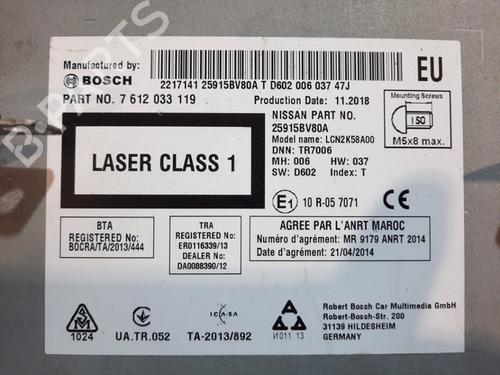 Manufactured by:
BOSCH
2217141 25915BV80A T D602 006 037 47J
EU
PART NO. 7 612 033 119
Production date: 11.2018
NISSAN PART NO.
25915BV80A
Model name: LCN2K58A00
DNN: TR7006
MH: 006 HW: 037
SW: D602 Index: T
Mounting Screws
ISO
M5x8 max.
LASER CLASS 1
E1 10 R-05 7071
CE
BTA
REGISTERED No:
BOCRA/TA/2013/444
TRA
REGISTERED No:
ER0116339/13
DEALER No:
DA0088390/12
AGREE PAR L'ANRT MAROC
Numéro d'agrément: MR 9179 ANRT 2014
Date d'agrément: 21/04/2014
1024
UA.TR.052
ICASA
TA-2013/892
И011 13
Robert Bosch Car Multimedia GmbH
Robert-Bosch-Str. 200
31139 HILDESHEIM
GERMANY
B-PARTS